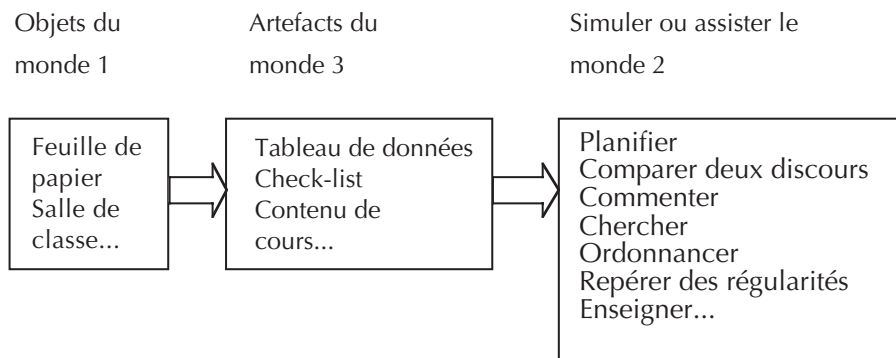 Objets du
monde 1
Artefacts du
monde 3
Simuler ou assister le
monde 2
Feuille de
papier
Salle de
classe...
Tableau de données
Check-list
Contenu de
cours...
Planifier
Comparer deux discours
Commenter
Chercher
Ordonnancer
Repérer des régularités
Enseigner...